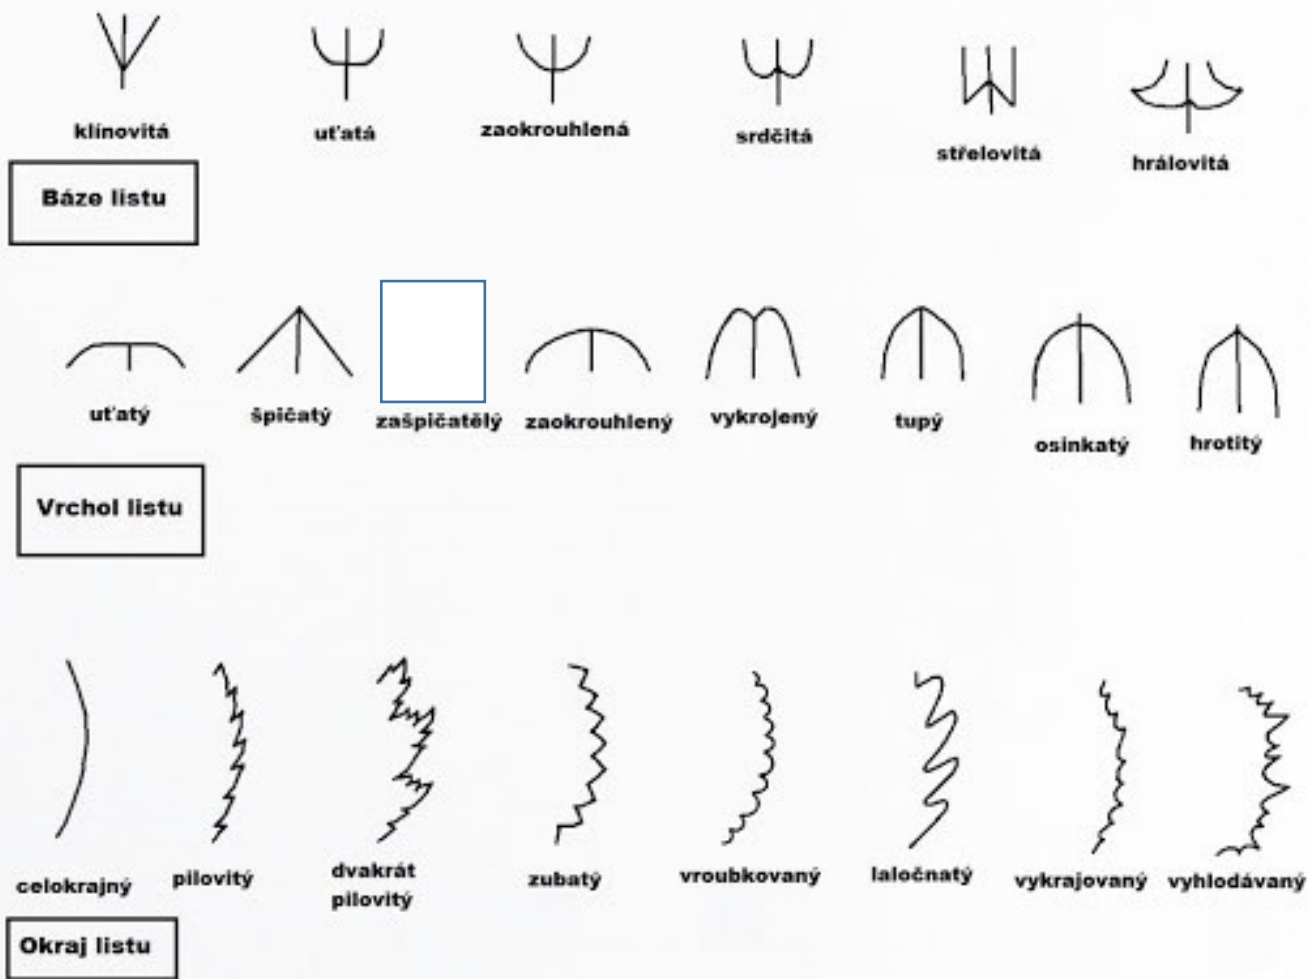 klínovitá uťatá zaokrouhlená srdčitá střelovitá hrálovitá
Báze listu
uťatý špičatý zašpičatělý zaokrouhlený vykrojený tupý osinkatý hrotitý
Vrchol listu
celokrajný pilovitý dvakrát pilovitý zubatý vroubkovaný laločnatý vykrajovaný vyhlodávaný
Okraj listu